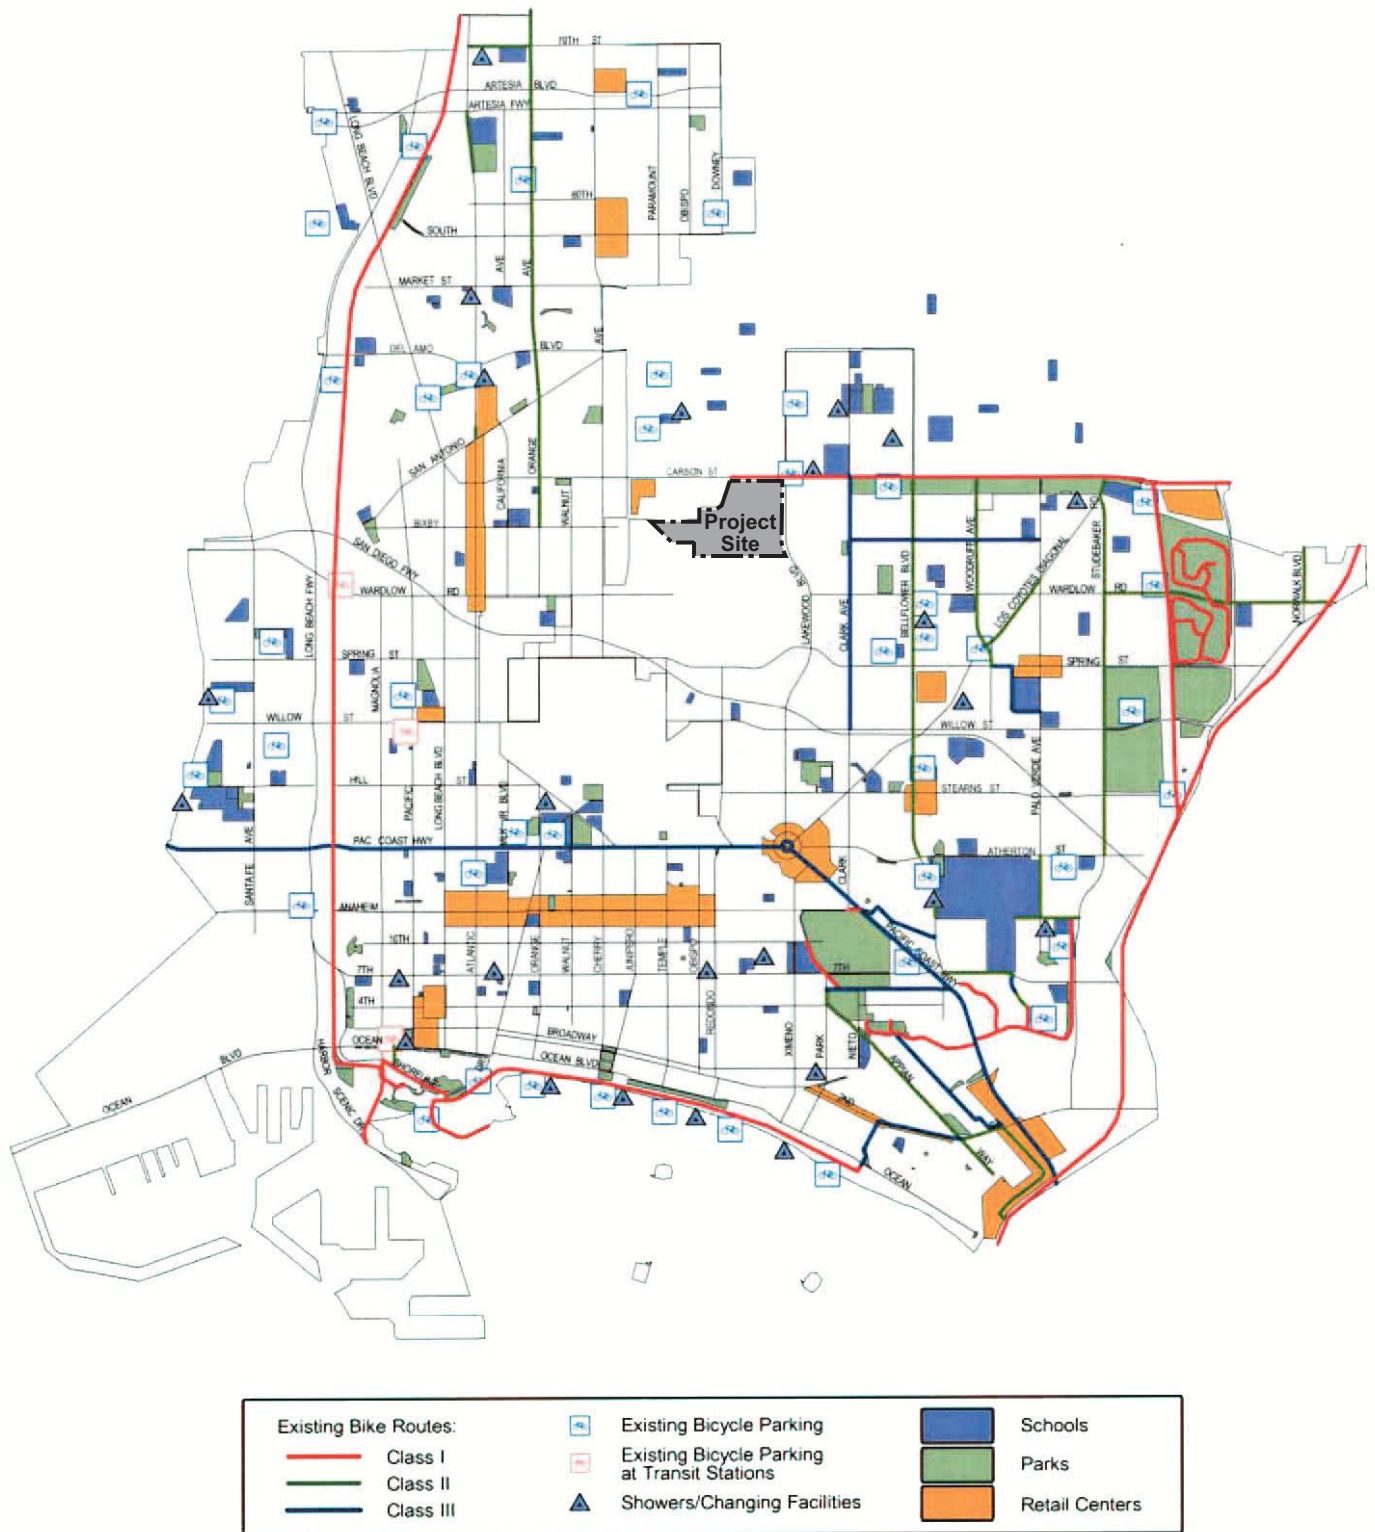 70TH ST
ARTESIA BLVD
ARTESIA FWY
LONG BEACH BLVD
PARAMOUNT
OBISPO
DOWNEY
60TH
SOUTH
AVE
AVE
MARKET ST
DEL AMO
BLVD
AVE
SAN ANTONIO
CALIFORNIA
ORANGE
WALNUT
CARSON ST
BIXBY
Project
Site
SAN DIEGO FWY
LONG BEACH FWY
WARDLOW RD
BLVD
LAKEWOOD
CLARK AVE
BELLFLOWER BLVD
WOODRUFF AVE
LOS COYOTES DIAGONAL
STUDEBAKER
RD
WARDLOW RD
NORWALK BLVD
SPRING ST
MAGNOLIA
SPRING ST
WILLOW ST
WILLOW ST
HILL ST
PACIFIC
LONG BEACH BLVD
MLK JR BLVD
PALO VERDE AVE
STEARNS ST
PAC COAST HWY
ATHERTON ST
SANTA FE
AVE
CLARK
ANAHEIM
PACIFIC COAST HWY
10TH
ATLANTIC
ORANGE
WALNUT
CHERRY
JUNIPERO
TEMPLE
OBISPO
7TH
7TH
4TH
REDONDO
XIMENO
PARK
NIETO
OCEAN
BROADWAY
OCEAN BLVD
BLVD
OCEAN
HARBOR
SCENIC DR
SHORELINE
APPIAN
WAY
2ND
OCEAN
Existing Bike Routes:
Class I
Class II
Class III
Existing Bicycle Parking
Existing Bicycle Parking
at Transit Stations
Showers/Changing Facilities
Schools
Parks
Retail Centers